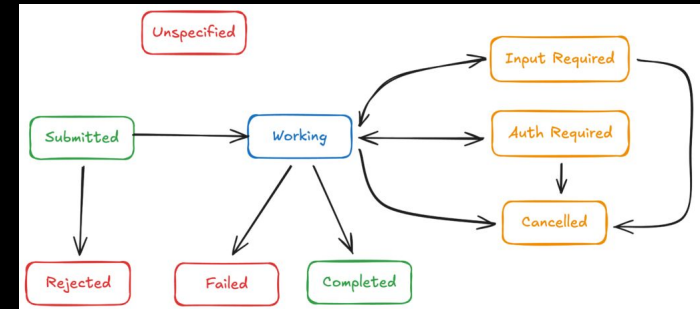 Unspecified
Input Required
Submitted
Working
Auth Required
Cancelled
Rejected
Failed
Completed